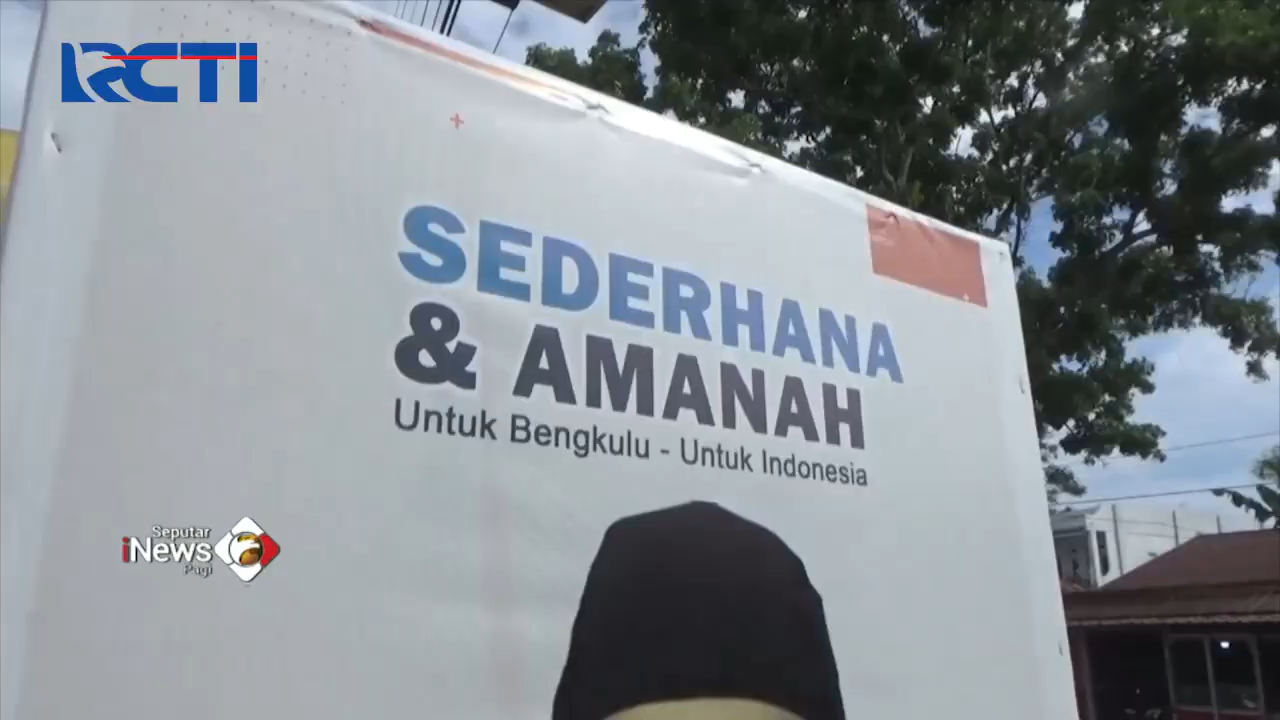 RCTI
SEDERHANA
& AMANAH
Untuk Bengkulu - Untuk Indonesia
Seputar
iNews
Pagi